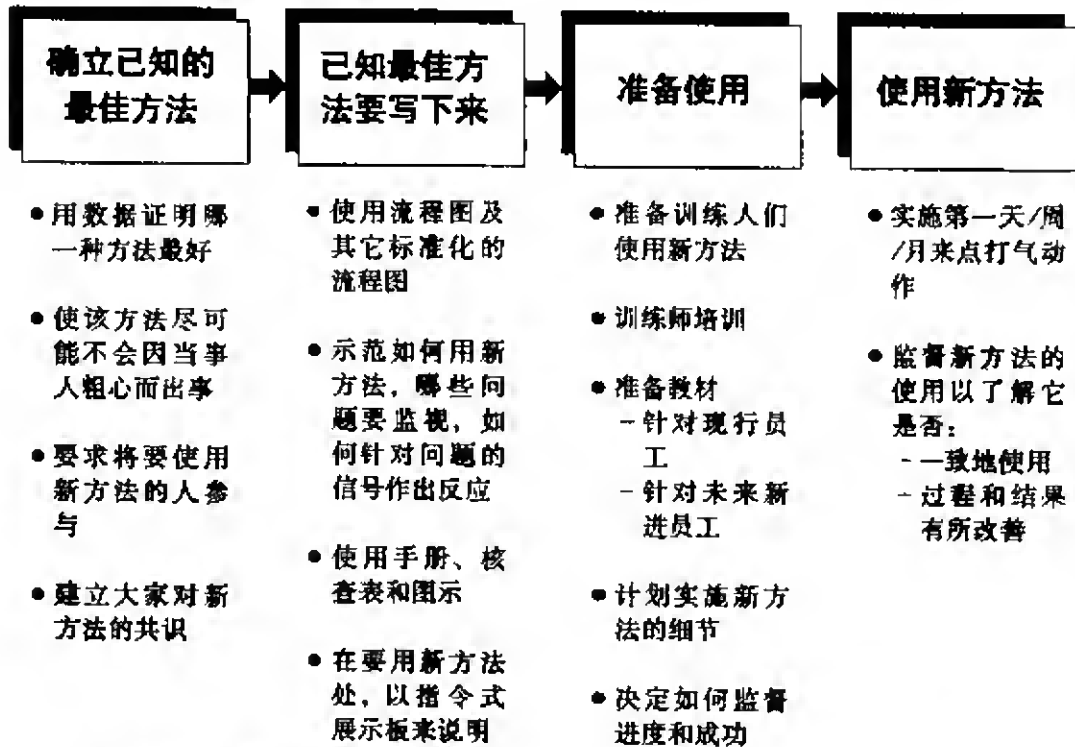 确立已知的
最佳方法
已知最佳方
法要写下来
准备使用
使用新方法
● 用数据证明哪
一种方法最好
● 使该方法尽可
能不会因当事
人粗心而出事
● 要求将要使用
新方法的人参
与
● 建立大家对新
方法的共识
● 使用流程图及
其它标准化的
流程图
● 示范如何用新
方法，哪些问
题要监视，如
何针对问题的
信号作出反应
● 使用手册、核
查表和图示
● 在要用新方法
处，以指令式
展示板来说明
● 准备训练人们
使用新方法
● 训练师培训
● 准备教材
－针对现行员
工
－针对未来新
进员工
● 计划实施新方
法的细节
● 决定如何监督
进度和成功
● 实施第一天/周
/月来点打气动
作
● 监督新方法的
使用以了解它
是否：
－一致地使用
－过程和结果
有所改善